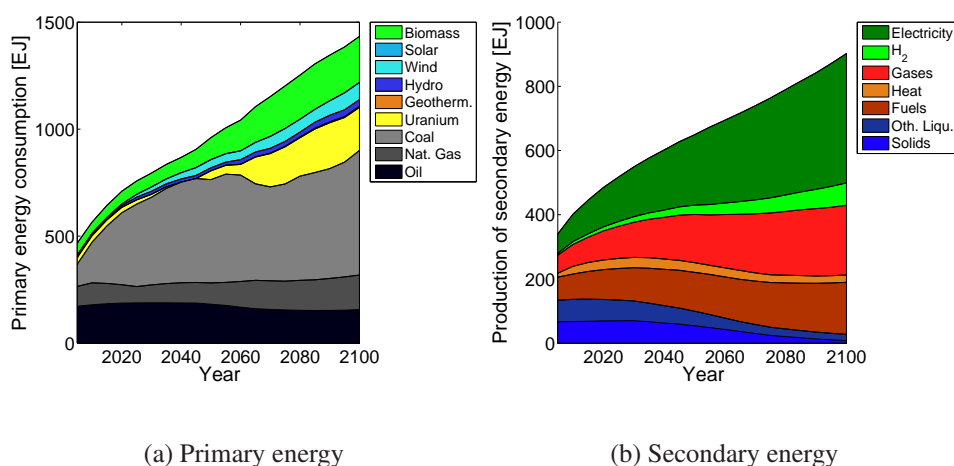 Primary energy consumption [EJ]
1500
1000
500
0
2020
2040
2060
2080
2100
Year
Biomass
Solar
Wind
Hydro
Geotherm.
Uranium
Coal
Nat. Gas
Oil
(a) Primary energy
Production of secondary energy [EJ]
1000
800
600
400
200
0
2020
2040
2060
2080
2100
Year
Electricity
H2
Gases
Heat
Fuels
Oth. Liqu.
Solids
(b) Secondary energy